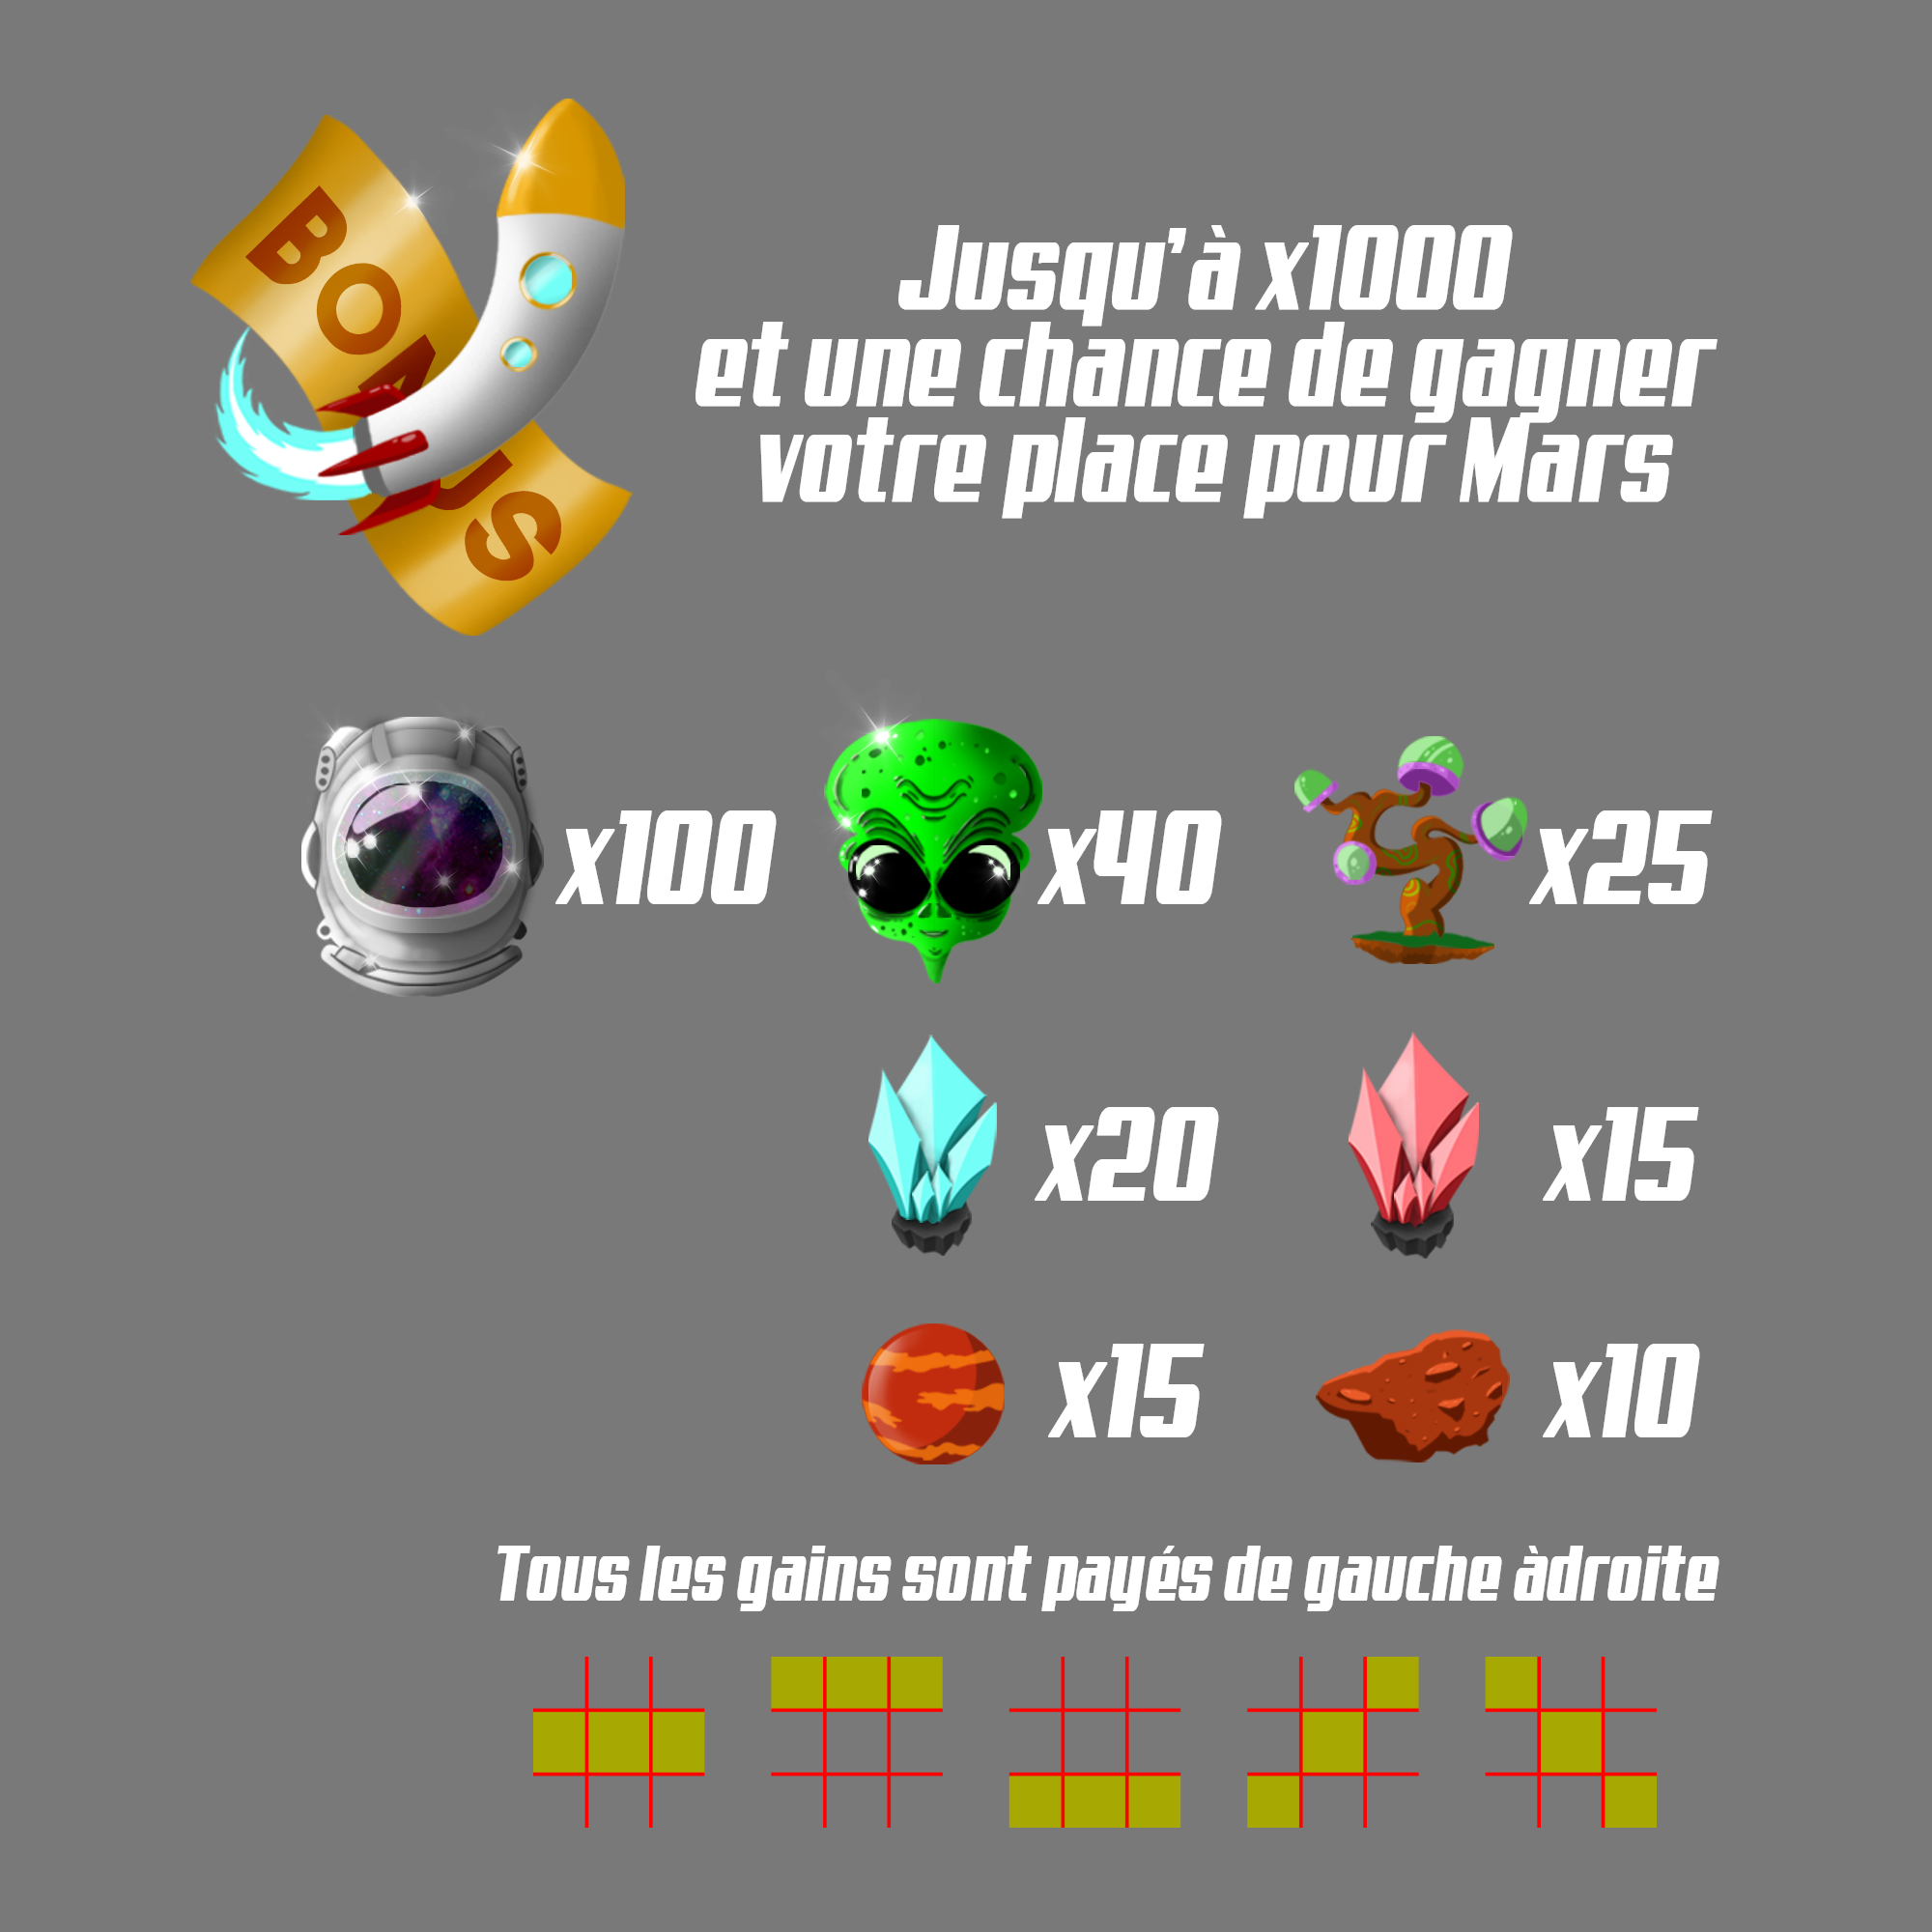 BONUS
Jusqu'à x1000
et une chance de gagner
votre place pour Mars
x100
x40
x25
x20
x15
x15
x10
Tous les gains sont payés de gauche àdroite